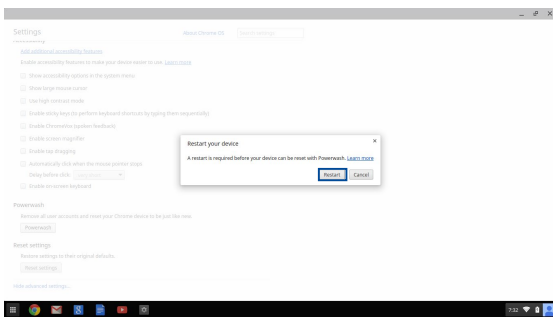 Settings
About Chrome OS
Search settings
Add additional accessibility features
Enable accessibility features to make your device easier to use. Learn more
Show accessibility options in the system menu
Show large mouse cursor
Use high contrast mode
Enable sticky keys (to perform keyboard shortcuts by typing them sequentially)
Enable ChromeVox (spoken feedback)
Enable screen magnifier
Enable tap dragging
Automatically click when the mouse pointer stops
Delay before click:
Enable on-screen keyboard
Restart your device
A restart is required before your device can be reset with Powerwash. Learn more
Restart
Cancel
Powerwash
Remove all user accounts and reset your Chrome device to be just like new.
Powerwash
Reset settings
Restore settings to their original defaults.
Reset settings
Hide advanced settings...
7:32